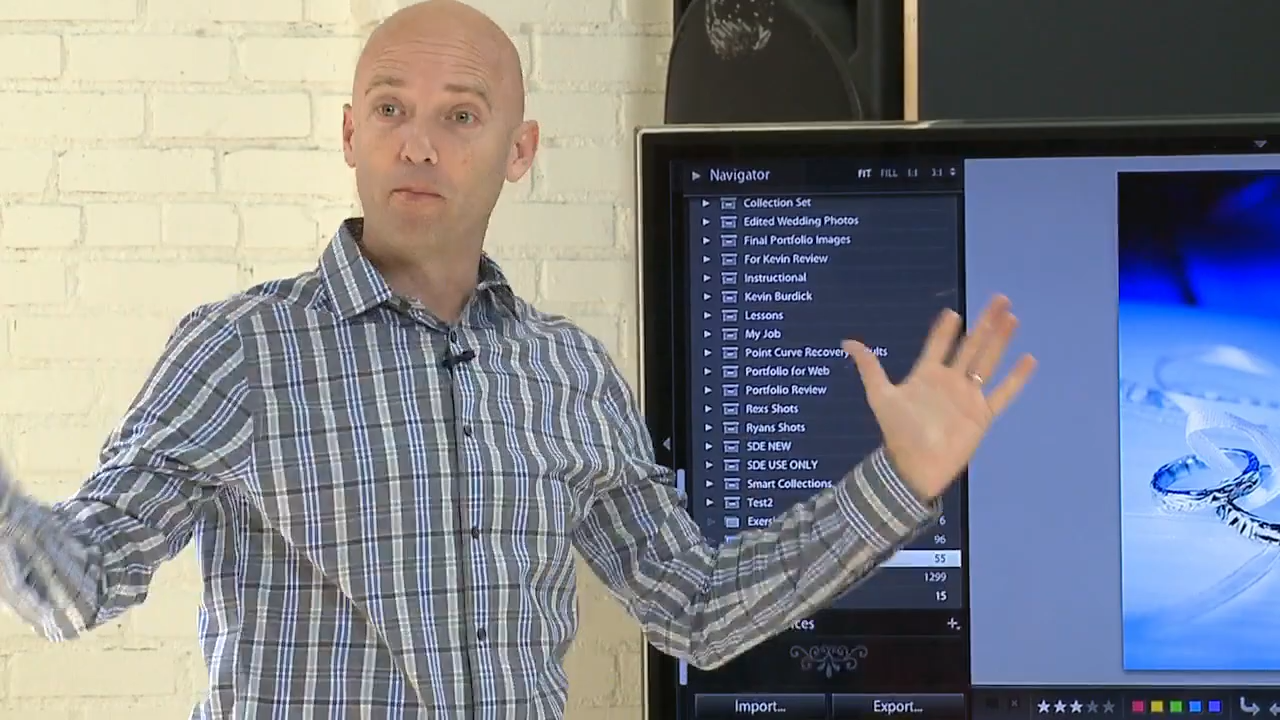 Navigator FIT FILL 1:1 3:1
Collection Set
Edited Wedding Photos
Final Portfolio Images
For Kevin Review
Instructional
Kevin Burdick
Lessons
My Job
Point Curve Recovery
Portfolio for Web
Portfolio Review
Rexs Shots
Ryans Shots
SDE NEW
SDE USE ONLY
Smart Collections
Test2
6
96
55
1299
15
Import... Export...